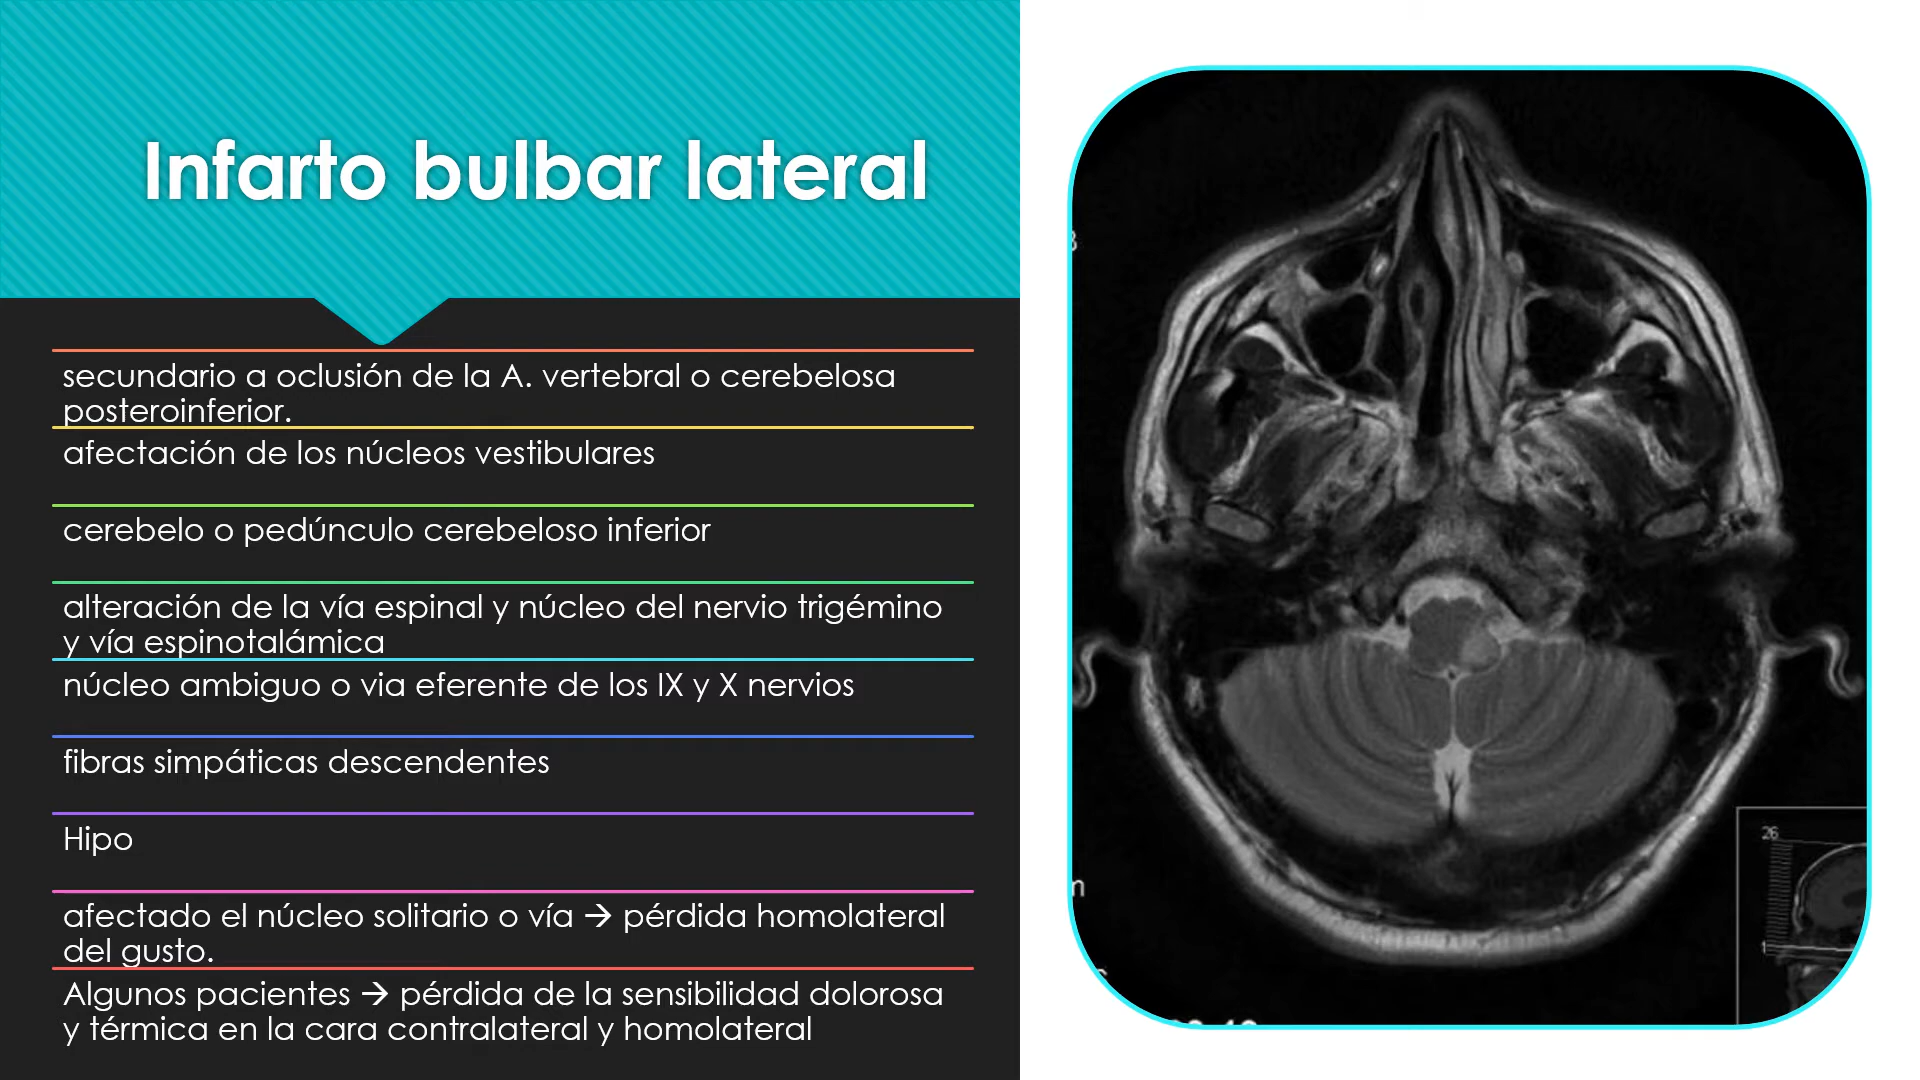 Infarto bulbar lateral
secundario a oclusión de la A. vertebral o cerebelosa
posteroinferior.
afectación de los núcleos vestibulares
cerebelo o pedúnculo cerebeloso inferior
alteración de la vía espinal y núcleo del nervio trigémino
y vía espinotalámica
núcleo ambiguo o via eferente de los IX y X nervios
fibras simpáticas descendentes
Hipo
afectado el núcleo solitario o vía → pérdida homolateral
del gusto.
Algunos pacientes → pérdida de la sensibilidad dolorosa
y térmica en la cara contralateral y homolateral
26